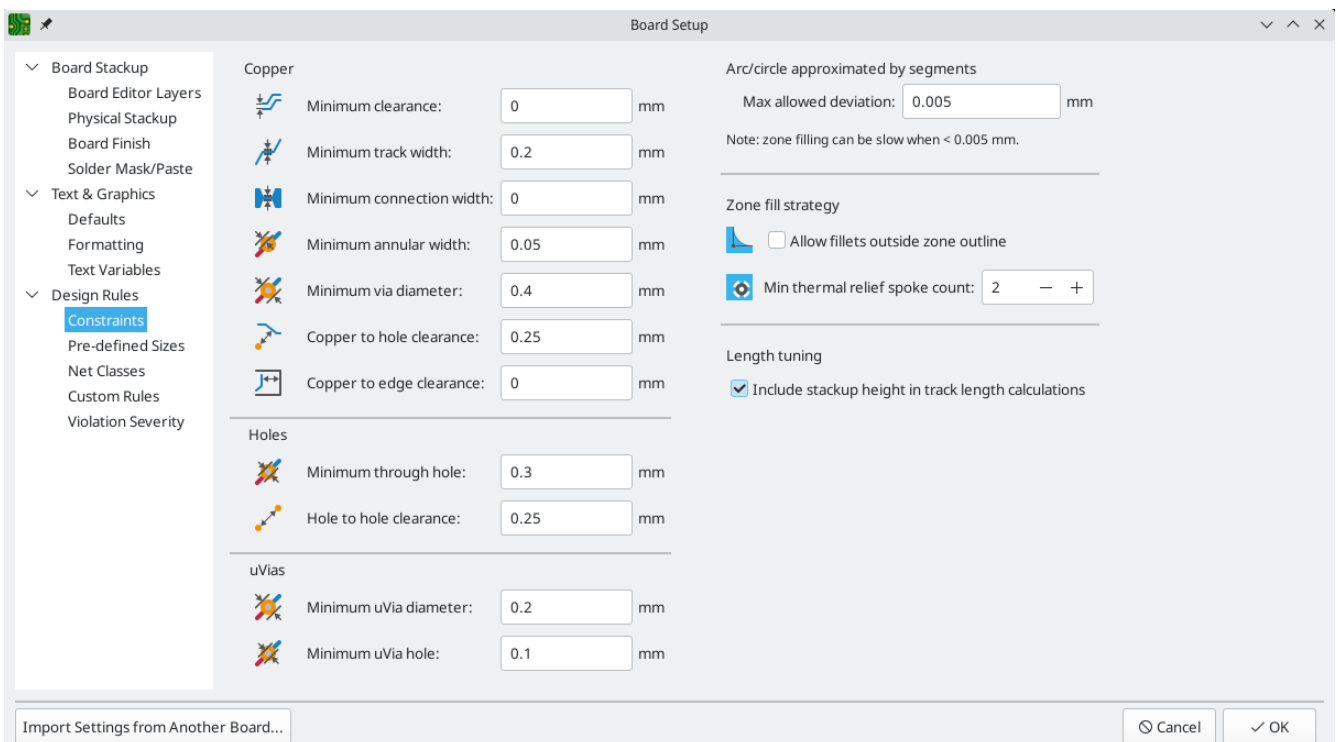 Board Setup
Board Stackup
Board Editor Layers
Physical Stackup
Board Finish
Solder Mask/Paste
Text & Graphics
Defaults
Formatting
Text Variables
Design Rules
Constraints
Pre-defined Sizes
Net Classes
Custom Rules
Violation Severity
Copper
Minimum clearance: 0 mm
Minimum track width: 0.2 mm
Minimum connection width: 0 mm
Minimum annular width: 0.05 mm
Minimum via diameter: 0.4 mm
Copper to hole clearance: 0.25 mm
Copper to edge clearance: 0 mm
Holes
Minimum through hole: 0.3 mm
Hole to hole clearance: 0.25 mm
uVias
Minimum uVia diameter: 0.2 mm
Minimum uVia hole: 0.1 mm
Arc/circle approximated by segments
Max allowed deviation: 0.005 mm
Note: zone filling can be slow when < 0.005 mm.
Zone fill strategy
Allow fillets outside zone outline
Min thermal relief spoke count: 2 − +
Length tuning
Include stackup height in track length calculations
Import Settings from Another Board... Cancel OK